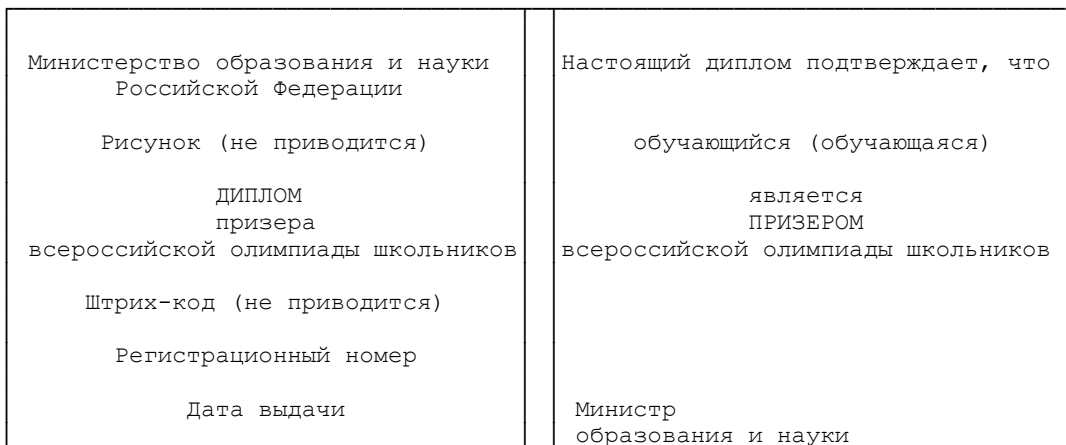 Министерство образования и науки
Российской Федерации
Рисунок (не приводится)
ДИПЛОМ
призера
всероссийской олимпиады школьников
Штрих-код (не приводится)
Регистрационный номер
Дата выдачи
Настоящий диплом подтверждает, что
обучающийся (обучающаяся)
является
ПРИЗЕРОМ
всероссийской олимпиады школьников
Министр
образования и науки